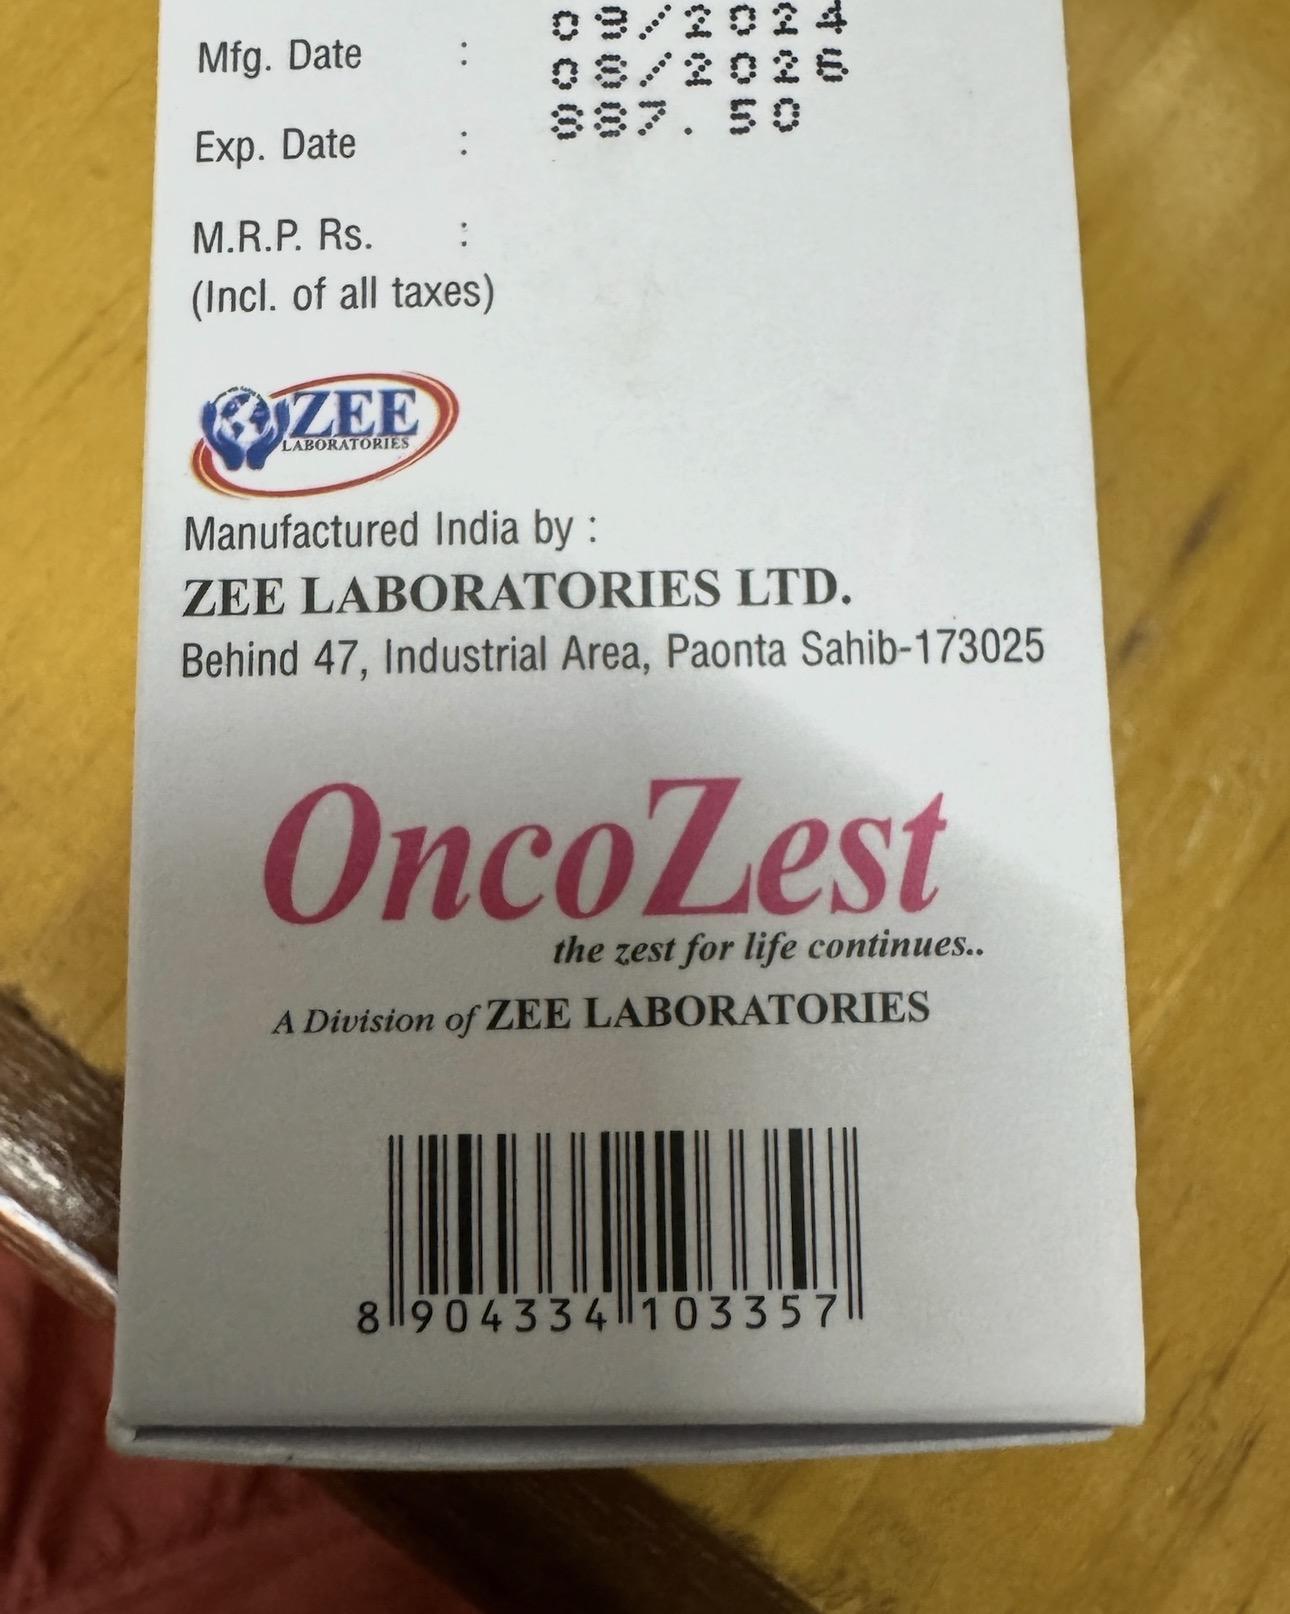 09/2024
Mfg. Date :
08/2026
Exp. Date :
887.50
M.R.P. Rs. :
(Incl. of all taxes)
ZEE
LABORATORIES
Manufactured India by :
ZEE LABORATORIES LTD.
Behind 47, Industrial Area, Paonta Sahib-173025
OncoZest
the zest for life continues..
A Division of ZEE LABORATORIES
8 904334 103357